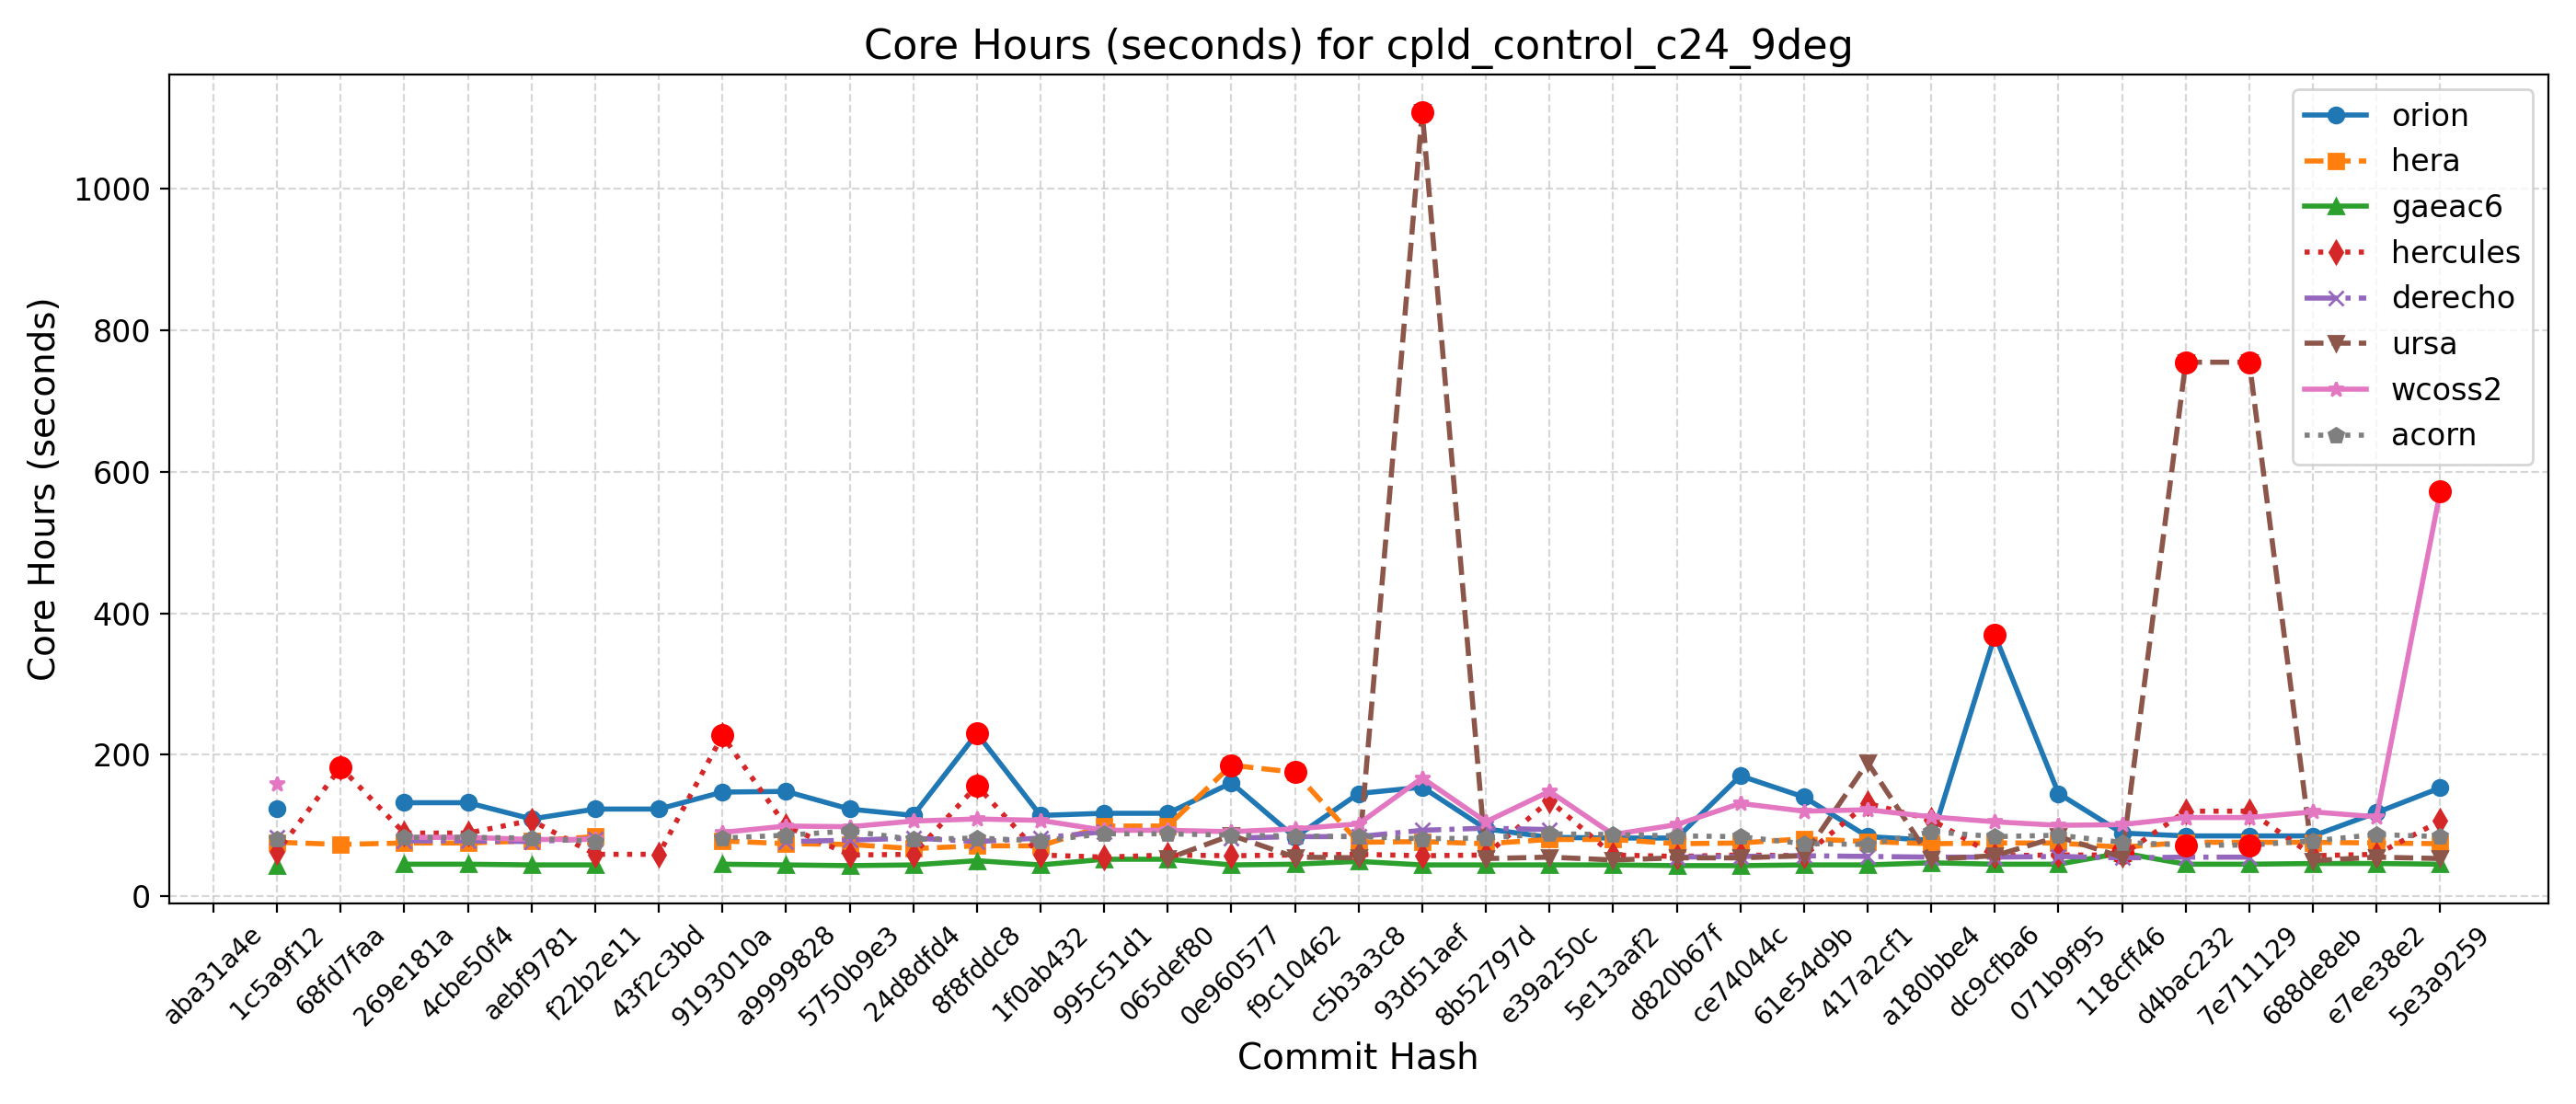 Core Hours (seconds) for cpld_control_c24_9deg
Core Hours (seconds)
1000
800
600
400
200
0
orion
hera
gaeac6
hercules
derecho
ursa
wcoss2
acorn
aba31a4e
1c5a9f12
68fd7faa
269e181a
4cbe50f4
aebf9781
f22b2e11
43f2c3bd
9193010a
a9999828
5750b9e3
24d8dfd4
8f8fddc8
1f0ab432
995c51d1
065def80
0e960577
f9c10462
c5b3a3c8
93d51aef
8b52797d
e39a250c
5e13aaf2
d820b67f
ce74044c
61e54d9b
417a2cf1
a180bbe4
dc9cfba6
071b9f95
118cff46
d4bac232
7e711129
688de8eb
e7ee38e2
5e3a9259
Commit Hash